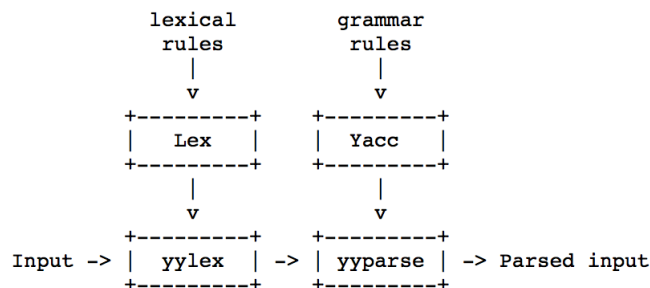 lexical grammar
rules rules
| |
v v
+---------+ +---------+
| Lex | | Yacc |
+---------+ +---------+
| |
v v
+---------+ +---------+
Input -> | yylex | -> | yyparse | -> Parsed input
+---------+ +---------+